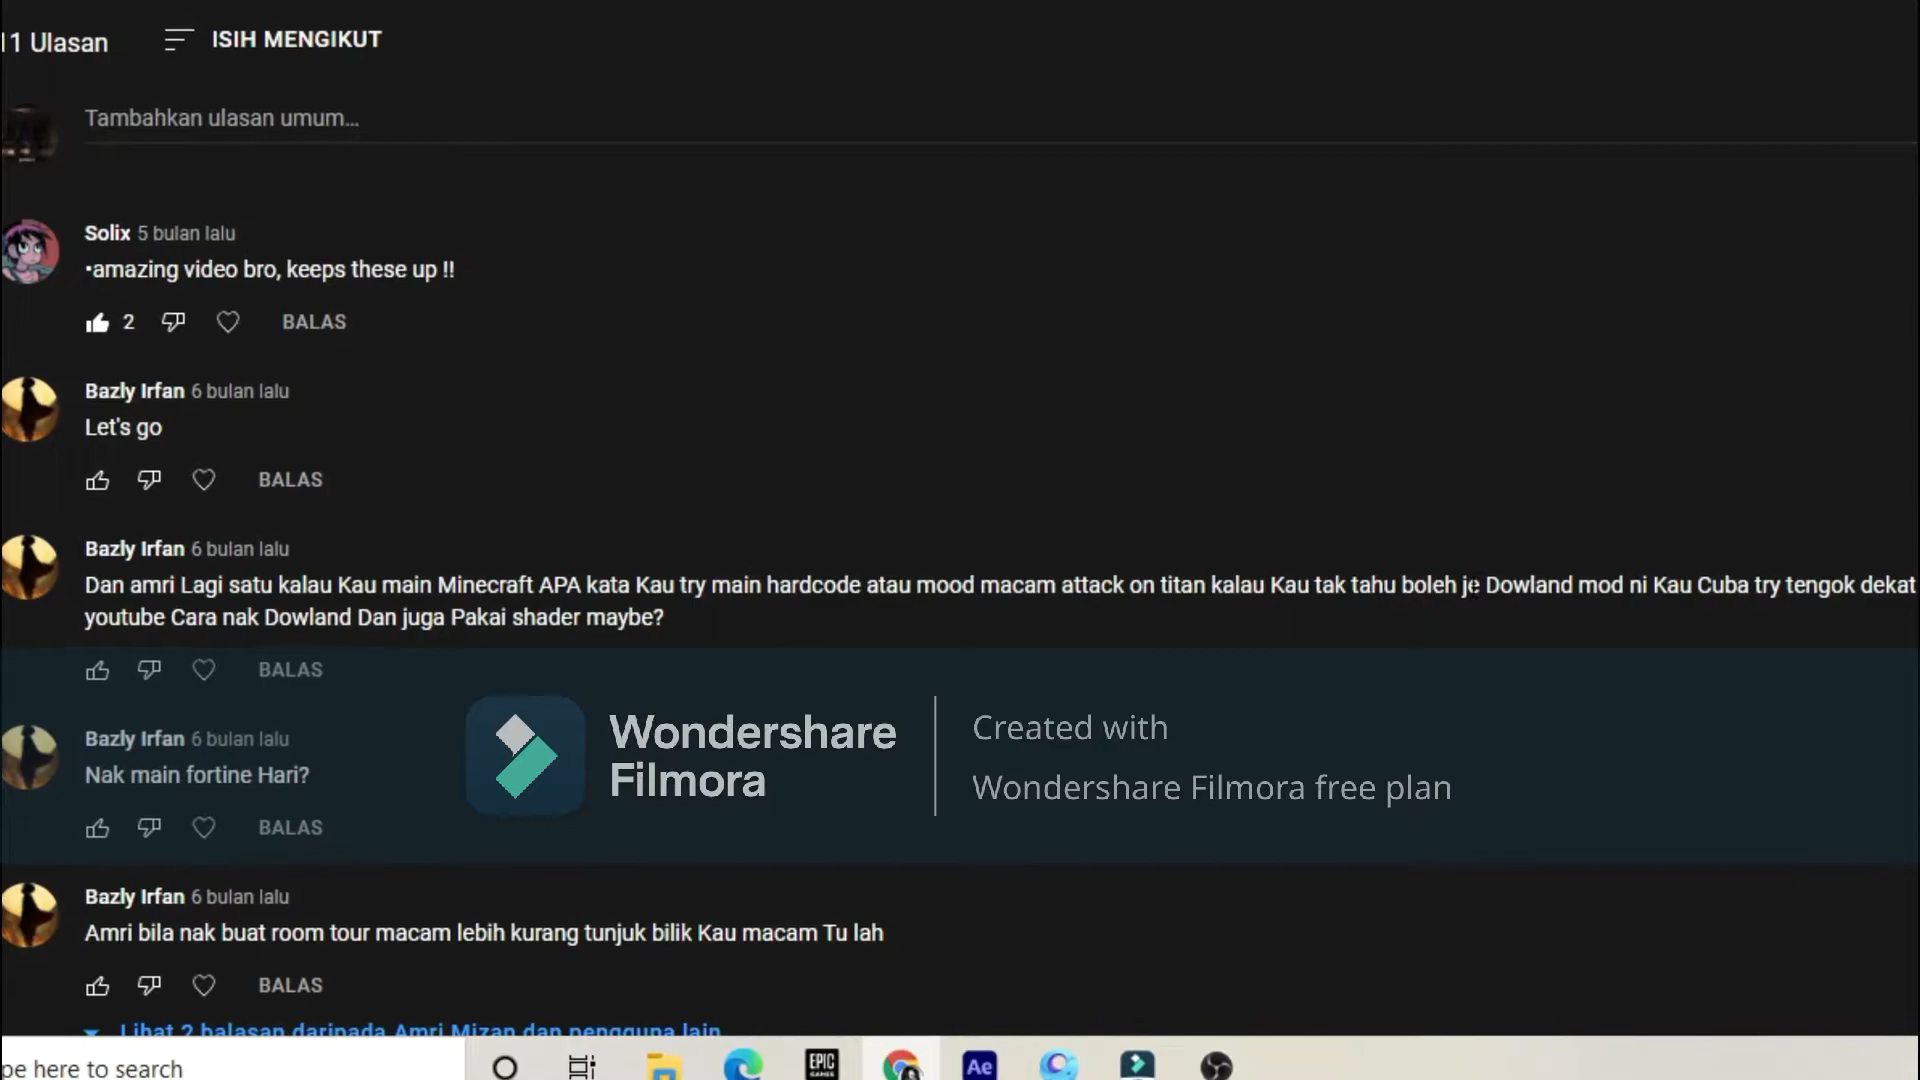 11 Ulasan
ISIH MENGIKUT
Tambahkan ulasan umum...
Solix 5 bulan lalu
•amazing video bro, keeps these up !!
2
BALAS
Bazly Irfan 6 bulan lalu
Let's go
BALAS
Bazly Irfan 6 bulan lalu
Dan amri Lagi satu kalau Kau main Minecraft APA kata Kau try main hardcode atau mood macam attack on titan kalau Kau tak tahu boleh je Dowland mod ni Kau Cuba try tengok dekat
youtube Cara nak Dowland Dan juga Pakai shader maybe?
BALAS
Bazly Irfan 6 bulan lalu
Nak main fortine Hari?
BALAS
Wondershare
Filmora
Created with
Wondershare Filmora free plan
Bazly Irfan 6 bulan lalu
Amri bila nak buat room tour macam lebih kurang tunjuk bilik Kau macam Tu lah
BALAS
Lihat 2 balasan daripada Amri Mizan dan pengguna lain
pe here to search
EPIC
GAMES
Ae